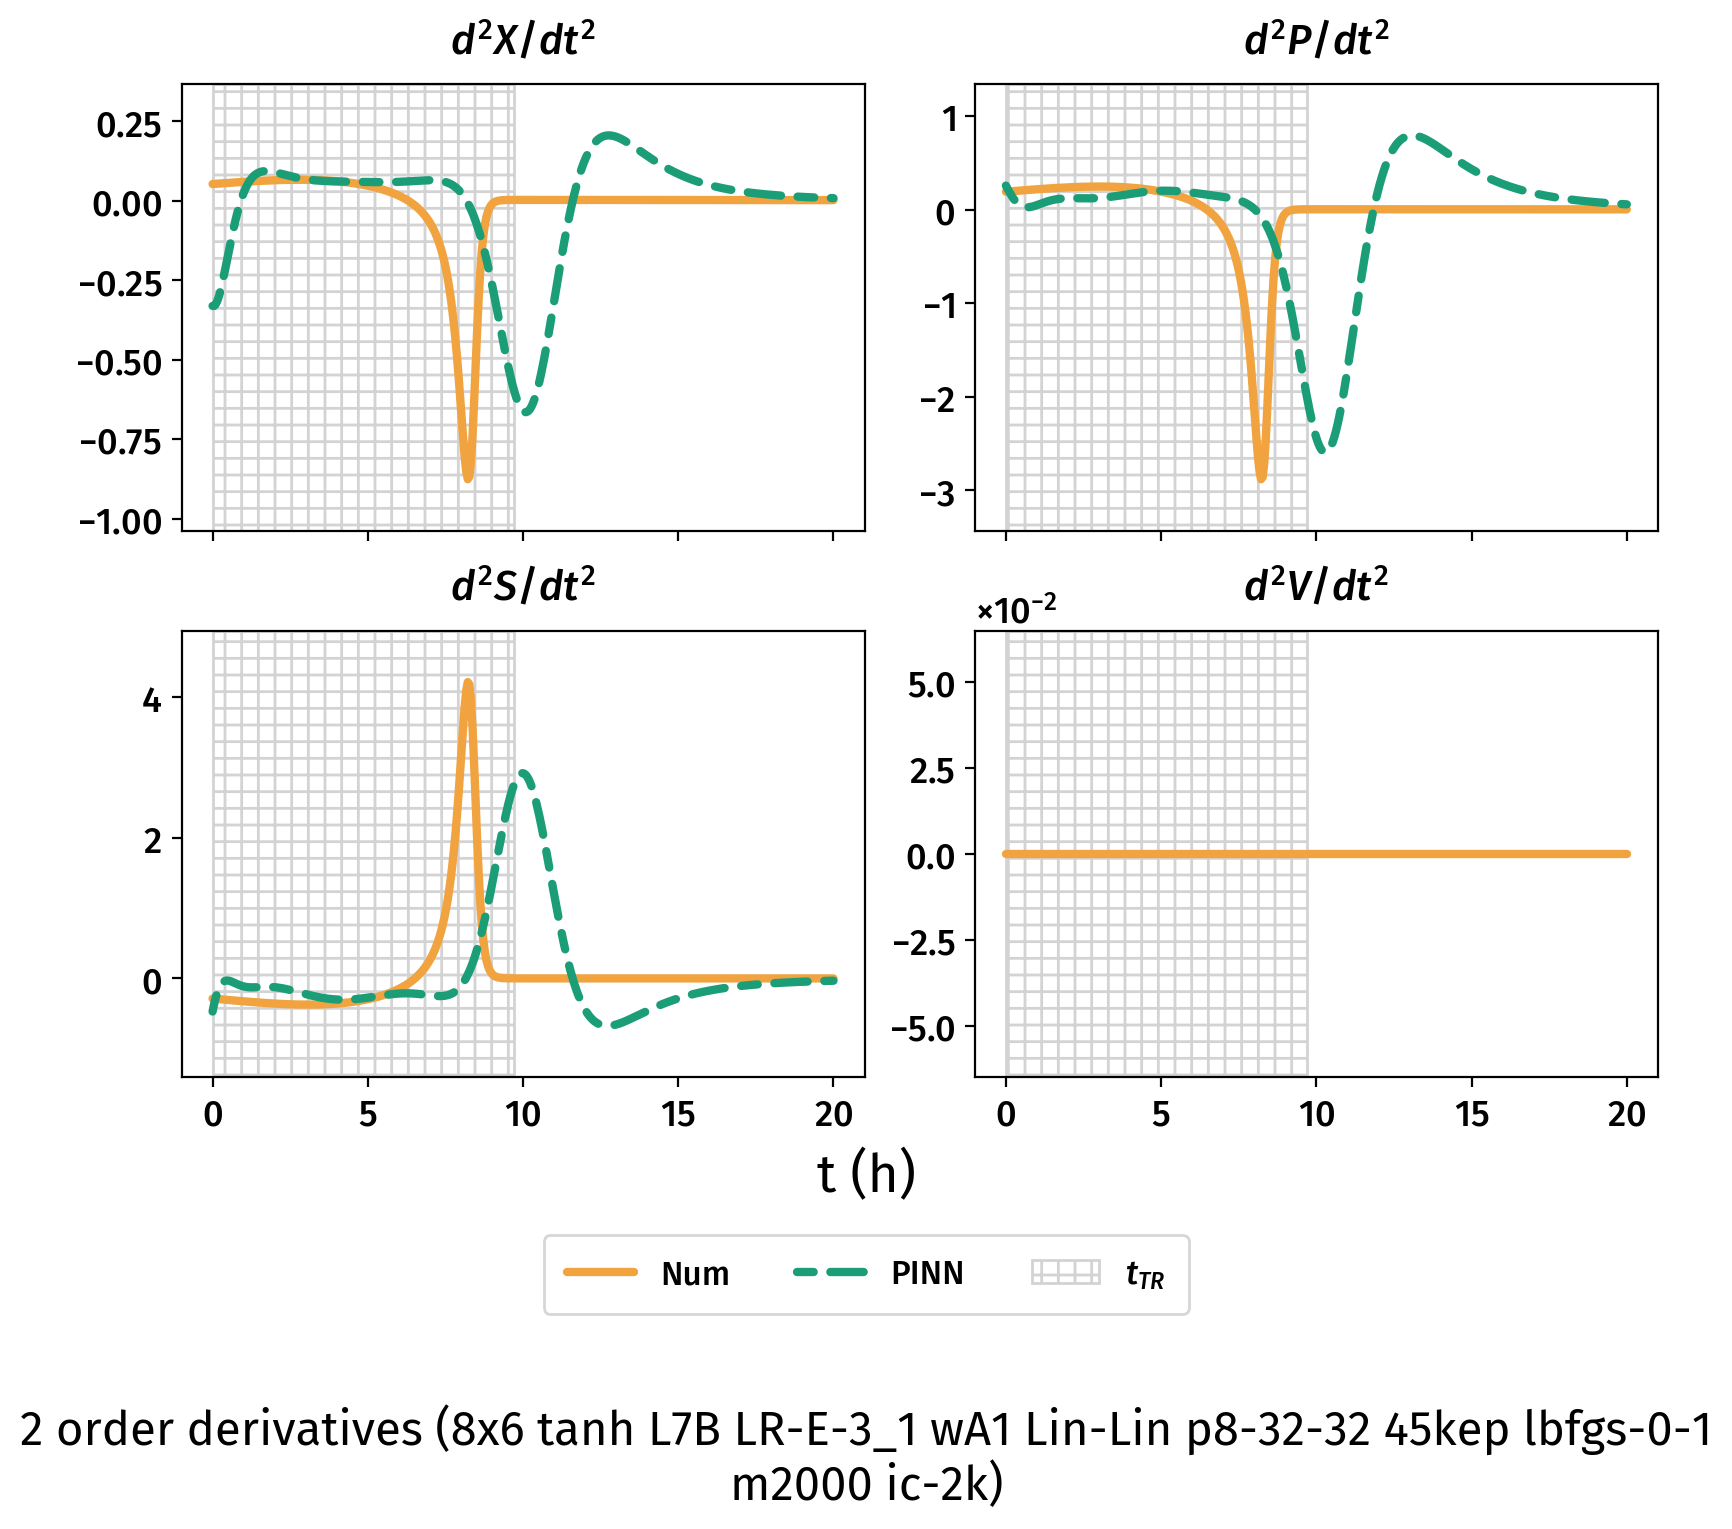 d²X/dt²
d²P/dt²
0.25
0.00
−0.25
−0.50
−0.75
−1.00
1
0
−1
−2
−3
d²S/dt²
d²V/dt²
×10⁻²
4
2
0
5.0
2.5
0.0
−2.5
−5.0
0 5 10 15 20
0 5 10 15 20
t (h)
Num PINN t_TR
2 order derivatives (8x6 tanh L7B LR-E-3_1 wA1 Lin-Lin p8-32-32 45kep lbfgs-0-1
m2000 ic-2k)